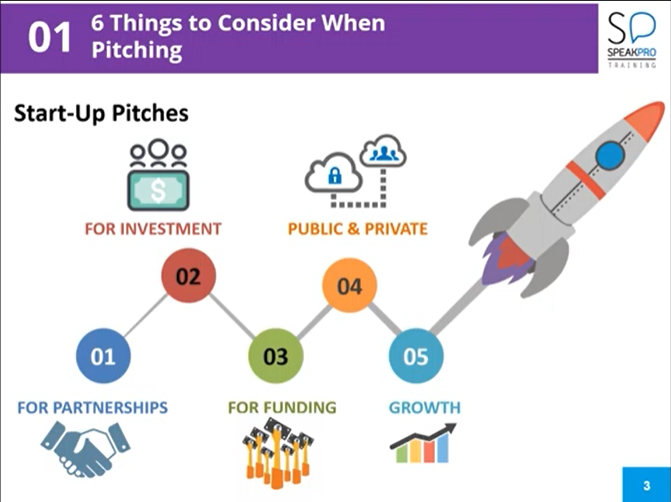 01
6 Things to Consider When
Pitching
SP
SPEAKPRO
TRAINING
Start-Up Pitches
$
FOR INVESTMENT
PUBLIC & PRIVATE
02
04
01
03
05
FOR PARTNERSHIPS
FOR FUNDING
GROWTH
3